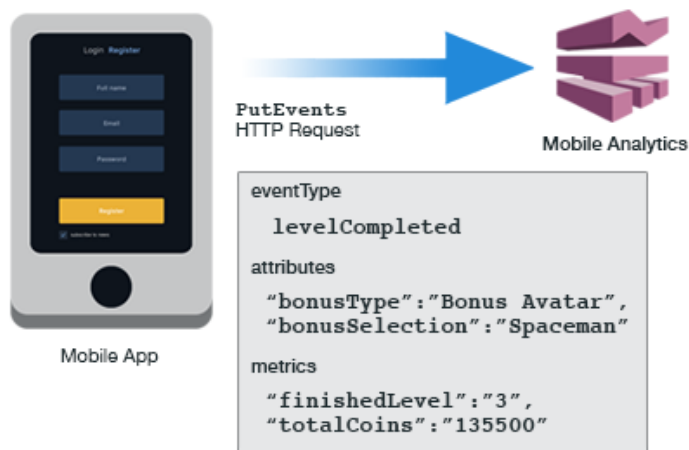 Login Register
Full name
Email
Password
Register
subscribe to news
Mobile App
PutEvents
HTTP Request
Mobile Analytics
eventType
levelCompleted
attributes
“bonusType”:”Bonus Avatar”,
“bonusSelection”:”Spaceman”
metrics
“finishedLevel”:”3”,
“totalCoins”:”135500”